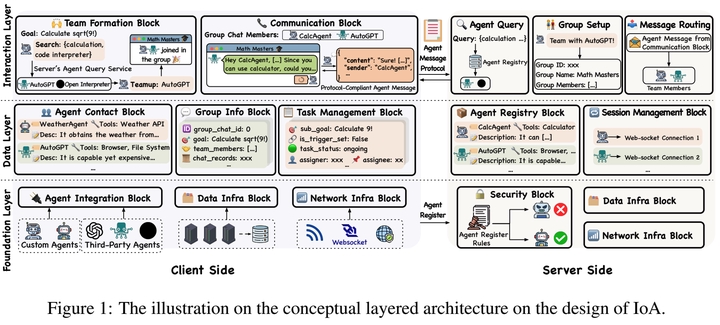 Interaction Layer
Team Formation Block
Goal: Calculate sqrt(9!)
Search: {calculation,
code interpreter}
Server's Agent Query Service
AutoGPT Open Interpreter
Math Masters
joined in
the group
Teamup: AutoGPT
Communication Block
Group Chat Members: CalcAgent, AutoGPT
Math Masters
Hey CalcAgent, [...] Since you
can use calculator, could you...
{
"content": "Sure! [...]",
"sender": "CalcAgent",
...
}
Protocol-Compliant Agent Message
Agent
Message
Protocol
Agent Query
Query: {calculation ...}
Agent Registry
Group Setup
Team with AutoGPT!
Group ID: xxx
Group Name: Math Masters
Group Members: [...]
Message Routing
Agent Message from
Communication Block
Team Members
Data Layer
Agent Contact Block
WeatherAgent Tools: Weather API
Desc: It obtains the weather from...
AutoGPT Tools: Browser, File System
Desc: It is capable yet expensive...
...
Group Info Block
group_chat_id: 0
goal: Calculate sqrt(9!)
team_members: [...]
chat_records: xxx
Task Management Block
sub_goal: Calculate 9!
is_trigger_set: False
task_status: ongoing
assigner: xxx assignee: xx
...
Agent Registry Block
CalcAgent Tools: Calculator
Description: It can [...]
AutoGPT Tools: Browser, ...
Description: It is capable...
...
Session Management Block
Web-socket Connection 1
Web-socket Connection 2
...
Foundation Layer
Agent Integration Block
Custom Agents
Third-Party Agents
Data Infra Block
Network Infra Block
Websocket
Agent
Register
Security Block
Agent Register
Rules
Data Infra Block
Network Infra Block
Client Side
Server Side
Figure 1: The illustration on the conceptual layered architecture on the design of IoA.